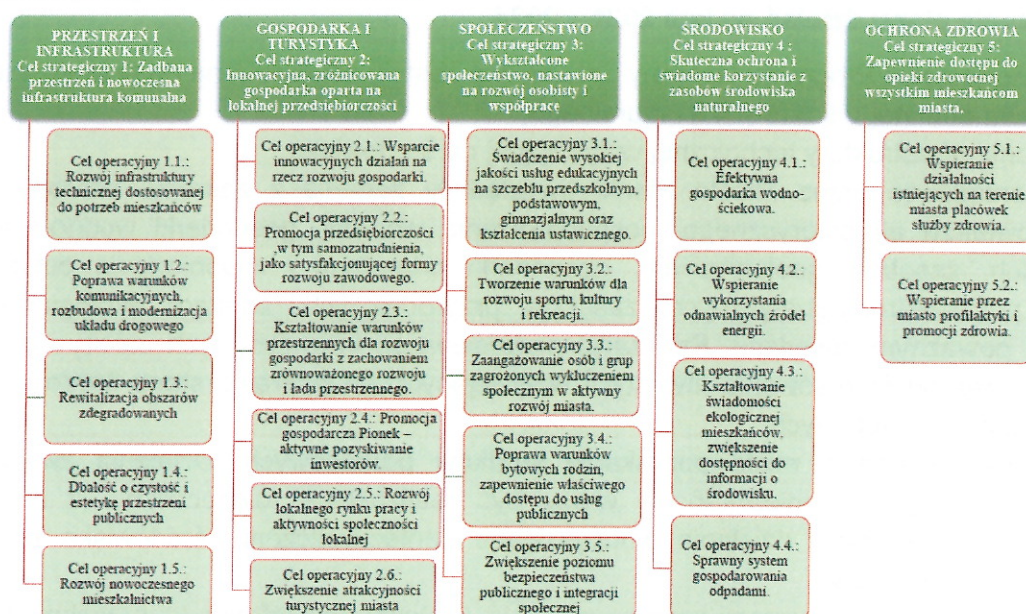 PRZESTRZEŃ I
INFRASTRUKTURA
Cel strategiczny 1: Zadbana
przestrzeń i nowoczesna
infrastruktura komunalna
Cel operacyjny 1.1.:
Rozwój infrastruktury
technicznej dostosowanej
do potrzeb mieszkańców
Cel operacyjny 1.2.:
Poprawa warunków
komunikacyjnych,
rozbudowa i modernizacja
układu drogowego
Cel operacyjny 1.3.:
Rewitalizacja obszarów
zdegradowanych
Cel operacyjny 1.4.:
Dbałość o czystość i
estetykę przestrzeni
publicznych
Cel operacyjny 1.5.:
Rozwój nowoczesnego
mieszkalnictwa
GOSPODARKA I
TURYSTYKA
Cel strategiczny 2:
Innowacyjna, zróżnicowana
gospodarka oparta na
lokalnej przedsiębiorczości
Cel operacyjny 2.1.: Wsparcie
innowacyjnych działań na
rzecz rozwoju gospodarki.
Cel operacyjny 2.2.:
Promocja przedsiębiorczości
,w tym samozatrudnienia,
jako satysfakcjonującej formy
rozwoju zawodowego.
Cel operacyjny 2.3.:
Kształtowanie warunków
przestrzennych dla rozwoju
gospodarki z zachowaniem
zrównoważonego rozwoju
i ładu przestrzennego.
Cel operacyjny 2.4.: Promocja
gospodarcza Pionek –
aktywne pozyskiwanie
inwestorów.
Cel operacyjny 2.5.: Rozwój
lokalnego rynku pracy i
aktywności społeczności
lokalnej
Cel operacyjny 2.6.:
Zwiększenie atrakcyjności
turystycznej miasta
SPOŁECZEŃSTWO
Cel strategiczny 3:
Wykształcone
społeczeństwo, nastawione
na rozwój osobisty i
współpracę
Cel operacyjny 3.1.:
Świadczenie wysokiej
jakości usług edukacyjnych
na szczeblu przedszkolnym,
podstawowym,
gimnazjalnym oraz
kształcenia ustawicznego.
Cel operacyjny 3.2.:
Tworzenie warunków dla
rozwoju sportu, kultury
i rekreacji.
Cel operacyjny 3.3.:
Zaangażowanie osób i grup
zagrożonych wykluczeniem
społecznym w aktywny
rozwój miasta.
Cel operacyjny 3.4.:
Poprawa warunków
bytowych rodzin,
zapewnienie właściwego
dostępu do usług
publicznych
Cel operacyjny 3.5.:
Zwiększenie poziomu
bezpieczeństwa
publicznego i integracji
społecznej
ŚRODOWISKO
Cel strategiczny 4 :
Skuteczna ochrona i
świadome korzystanie z
zasobów środowiska
naturalnego
Cel operacyjny 4.1.:
Efektywna
gospodarka wodno-
ściekowa.
Cel operacyjny 4.2.:
Wspieranie
wykorzystania
odnawialnych źródeł
energii.
Cel operacyjny 4.3.:
Kształtowanie
świadomości
ekologicznej
mieszkańców,
zwiększenie
dostępności do
informacji o
środowisku.
Cel operacyjny 4.4.:
Sprawny system
gospodarowania
odpadami.
OCHRONA ZDROWIA
Cel strategiczny 5:
Zapewnienie dostępu do
opieki zdrowotnej
wszystkim mieszkańcom
miasta.
Cel operacyjny 5.1.:
Wspieranie
działalności
istniejących na terenie
miasta placówek
służby zdrowia.
Cel operacyjny 5.2.:
Wspieranie przez
miasto profilaktyki i
promocji zdrowia.